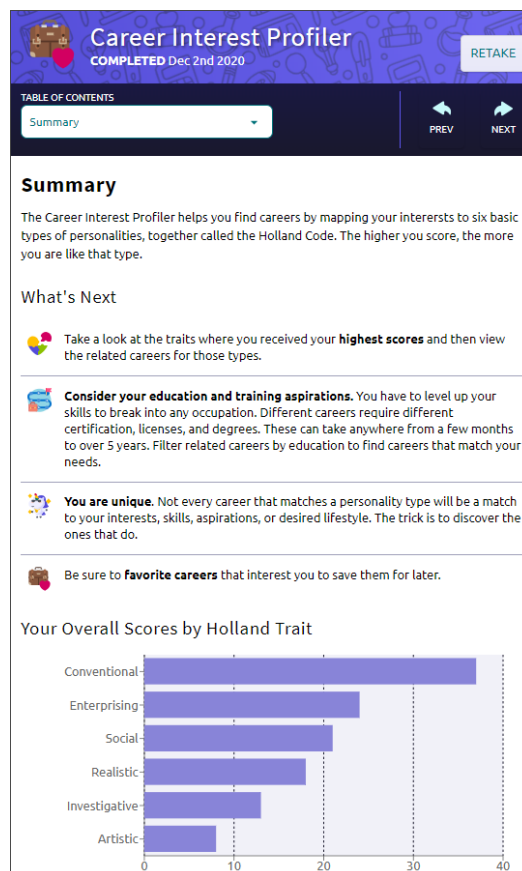 Career Interest Profiler
COMPLETED Dec 2nd 2020
RETAKE
TABLE OF CONTENTS
Summary
PREV
NEXT
Summary
The Career Interest Profiler helps you find careers by mapping your interersts to six basic
types of personalities, together called the Holland Code. The higher you score, the more
you are like that type.
What's Next
Take a look at the traits where you received your highest scores and then view
the related careers for those types.
Consider your education and training aspirations. You have to level up your
skills to break into any occupation. Different careers require different
certification, licenses, and degrees. These can take anywhere from a few months
to over 5 years. Filter related careers by education to find careers that match your
needs.
You are unique. Not every career that matches a personality type will be a match
to your interests, skills, aspirations, or desired lifestyle. The trick is to discover the
ones that do.
Be sure to favorite careers that interest you to save them for later.
Your Overall Scores by Holland Trait
Conventional
Enterprising
Social
Realistic
Investigative
Artistic
0 10 20 30 40